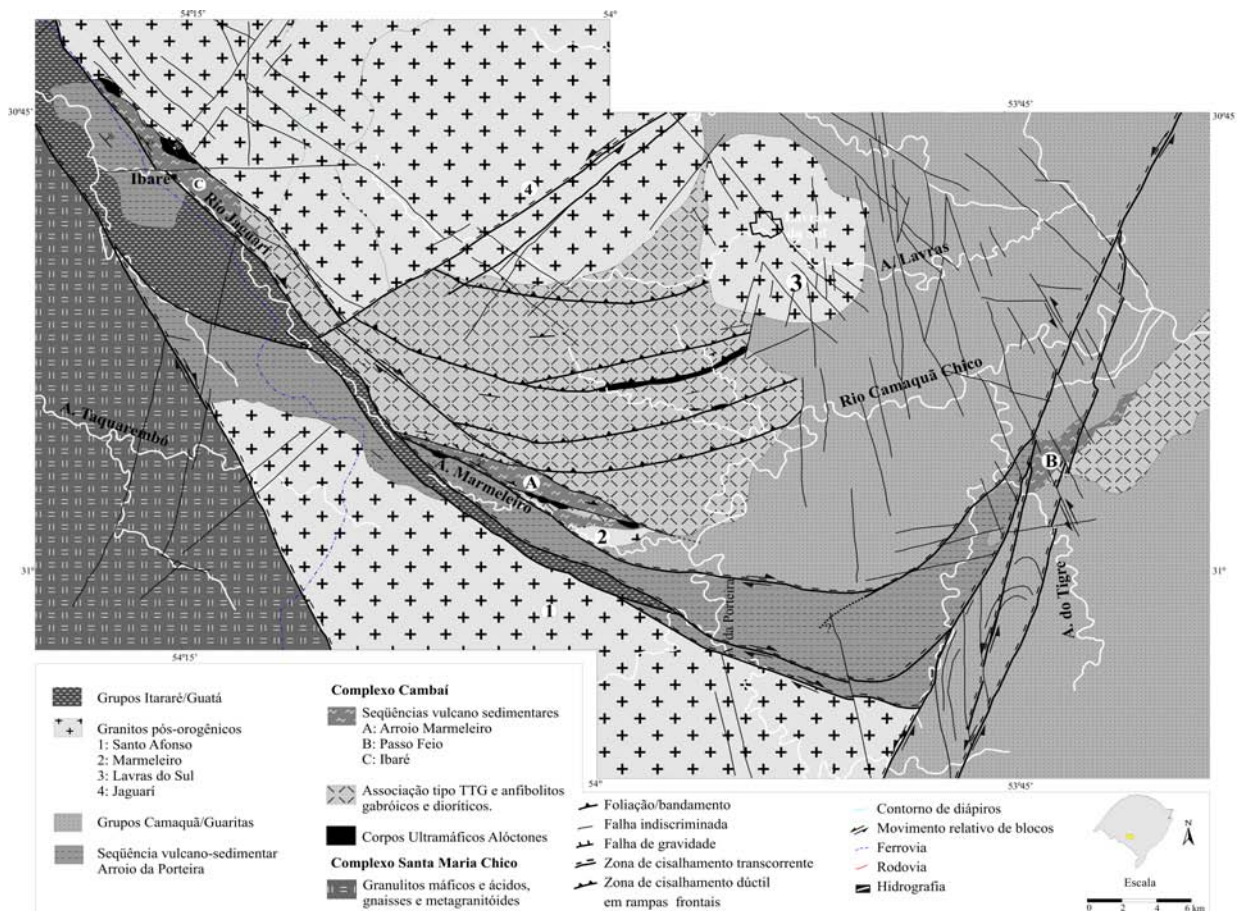 54°15'
54°
30°45'
53°45'
30°45'
Ibaré
C
Rio Jaguarí
4
3
A. Lavras
Rio Camaquã Chico
A. Taquarembó
A. Marmeleiro
A
2
B
31°
1
da Porteira
A. do Tigre
31°
54°15'
54°
53°45'
Grupos Itararé/Guatá
Granitos pós-orogênicos
1: Santo Afonso
2: Marmeleiro
3: Lavras do Sul
4: Jaguarí
Grupos Camaquã/Guaritas
Seqüência vulcano-sedimentar
Arroio da Porteira
Complexo Cambaí
Seqüências vulcano sedimentares
A: Arroio Marmeleiro
B: Passo Feio
C: Ibaré
Associação tipo TTG e anfibolitos
gabróicos e dioríticos.
Corpos Ultramáficos Alóctones
Complexo Santa Maria Chico
Granulitos máficos e ácidos,
gnaisses e metagranitóides
Foliação/bandamento
Falha indiscriminada
Falha de gravidade
Zona de cisalhamento transcorrente
Zona de cisalhamento dúctil
em rampas frontais
Contorno de diápiros
Movimento relativo de blocos
Ferrovia
Rodovia
Hidrografia
N
Escala
0 2 4 6 km